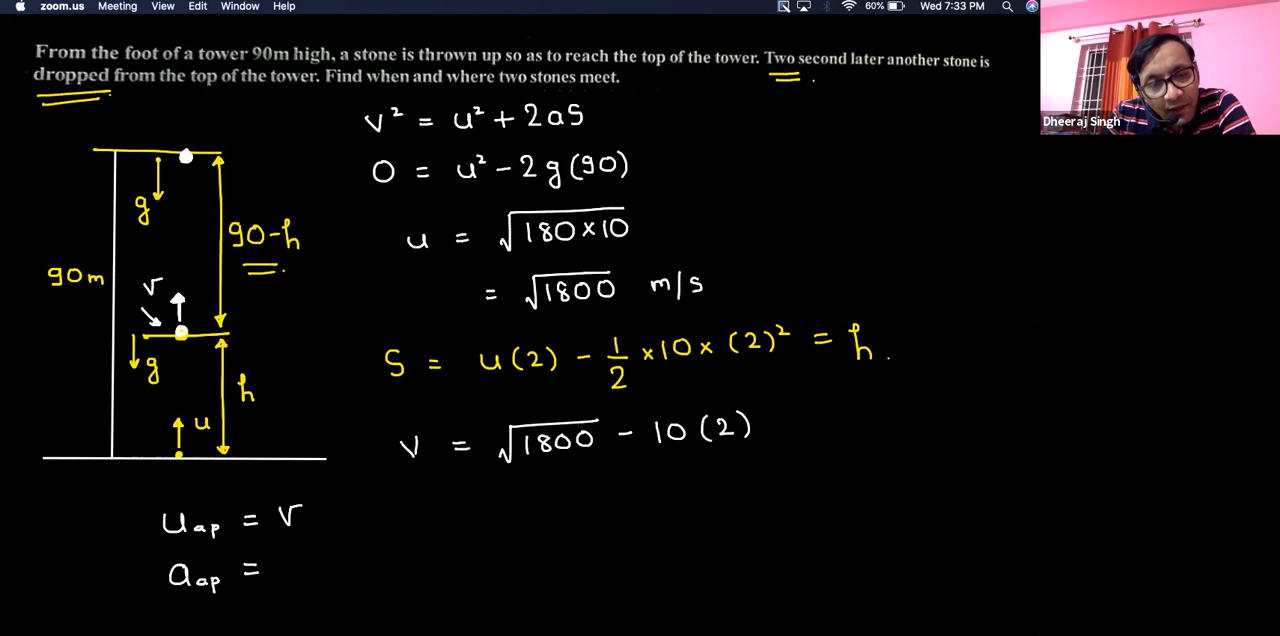 zoom.us Meeting View Edit Window Help 60% Wed 7:33 PM
From the foot of a tower 90m high, a stone is thrown up so as to reach the top of the tower. Two second later another stone is
dropped from the top of the tower. Find when and where two stones meet.
Dheeraj Singh
v² = u² + 2aS
0 = u² - 2g(90)
u = √180×10
= √1800 m/s
S = u(2) - 1/2 ×10× (2)² = h.
v = √1800 - 10(2)
g
90-h
90m
v
g
h
u
u_ap = v
a_ap =